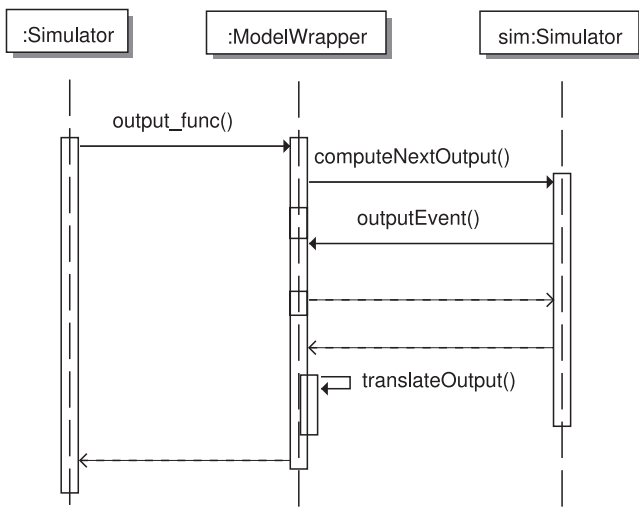 :Simulator
:ModelWrapper
sim:Simulator
output_func()
computeNextOutput()
outputEvent()
translateOutput()